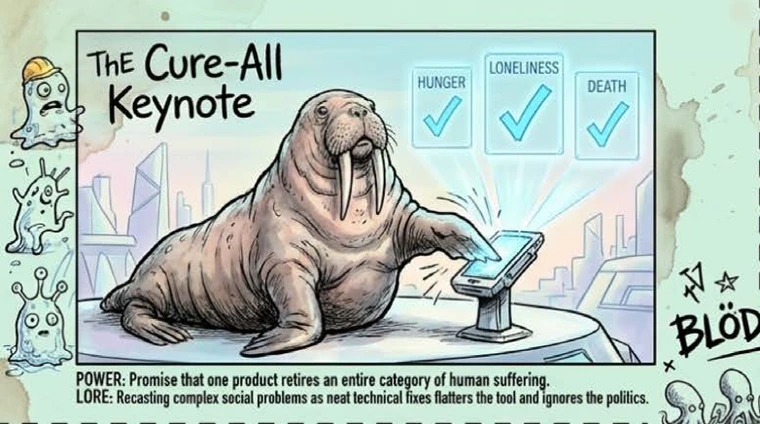 THE Cure-All
Keynote
HUNGER
LONELINESS
DEATH
BLÖD
POWER: Promise that one product retires an entire category of human suffering.
LORE: Recasting complex social problems as neat technical fixes flatters the tool and ignores the politics.